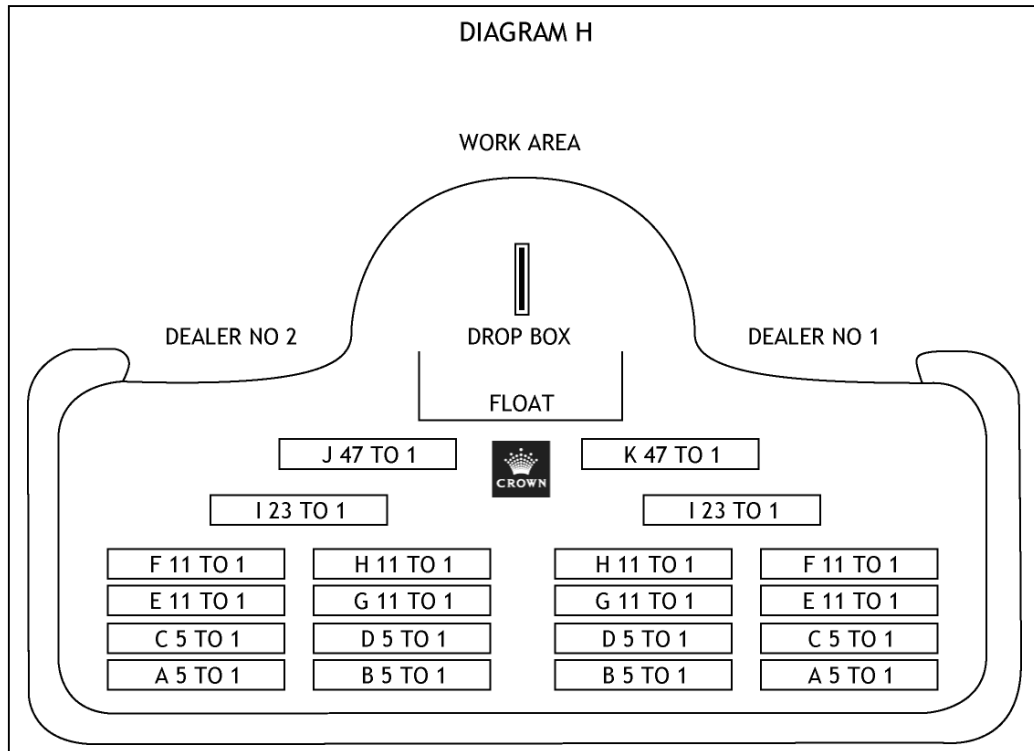 DIAGRAM H
WORK AREA
DEALER NO 2
DROP BOX
DEALER NO 1
FLOAT
J 47 TO 1
CROWN
K 47 TO 1
I 23 TO 1
I 23 TO 1
F 11 TO 1
H 11 TO 1
H 11 TO 1
F 11 TO 1
E 11 TO 1
G 11 TO 1
G 11 TO 1
E 11 TO 1
C 5 TO 1
D 5 TO 1
D 5 TO 1
C 5 TO 1
A 5 TO 1
B 5 TO 1
B 5 TO 1
A 5 TO 1